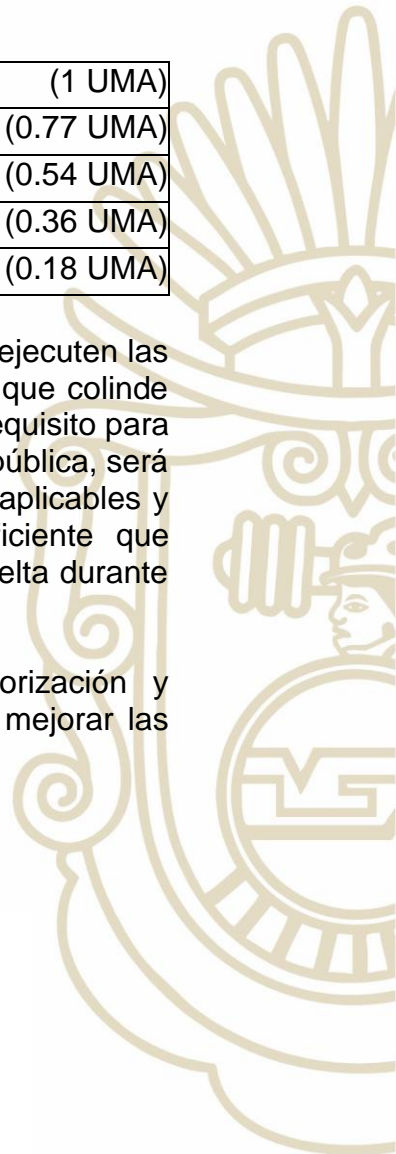 (1 UMA)
(0.77 UMA)
(0.54 UMA)
(0.36 UMA)
(0.18 UMA)
ejecuten las
que colinde
equisito para
pública, será
aplicables y
iciente que
elta durante
orización y
mejorar las